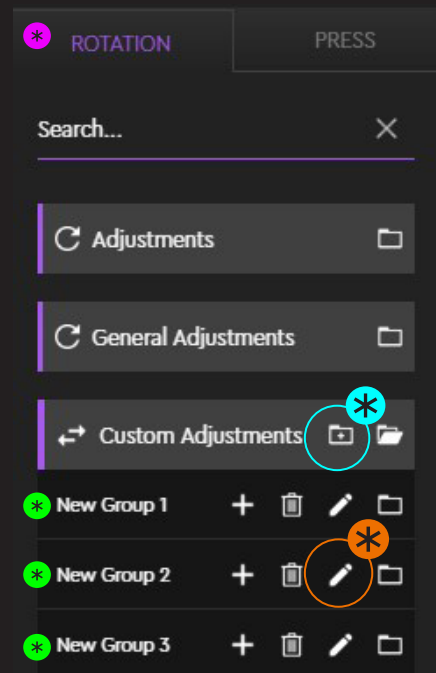 ROTATION PRESS
Search...
Adjustments
General Adjustments
Custom Adjustments
New Group 1
New Group 2
New Group 3